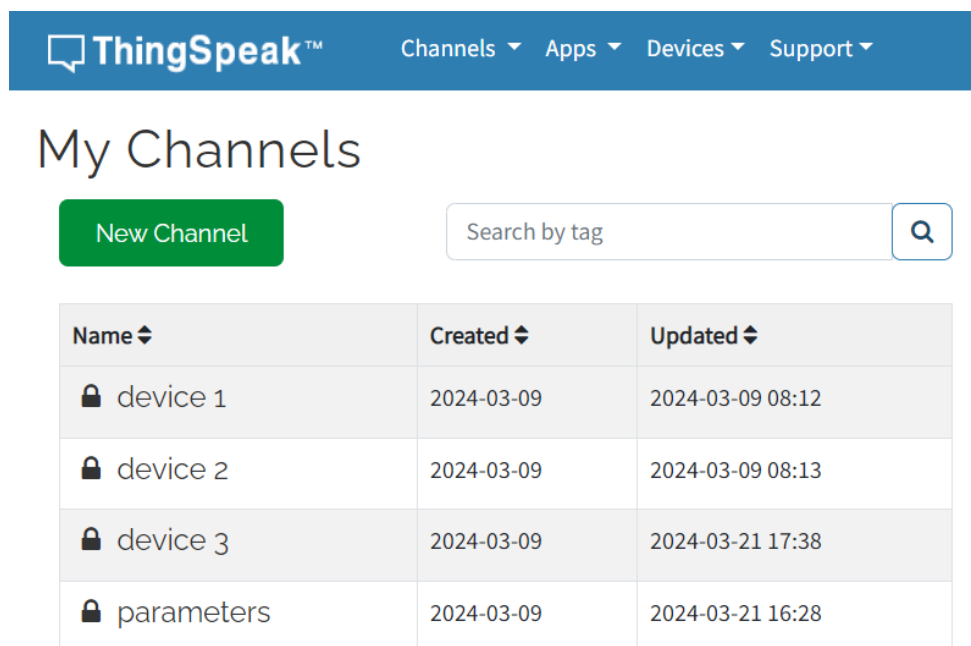 ThingSpeak™ Channels Apps Devices Support
My Channels
New Channel Search by tag
Name Created Updated
device 1 2024-03-09 2024-03-09 08:12
device 2 2024-03-09 2024-03-09 08:13
device 3 2024-03-09 2024-03-21 17:38
parameters 2024-03-09 2024-03-21 16:28